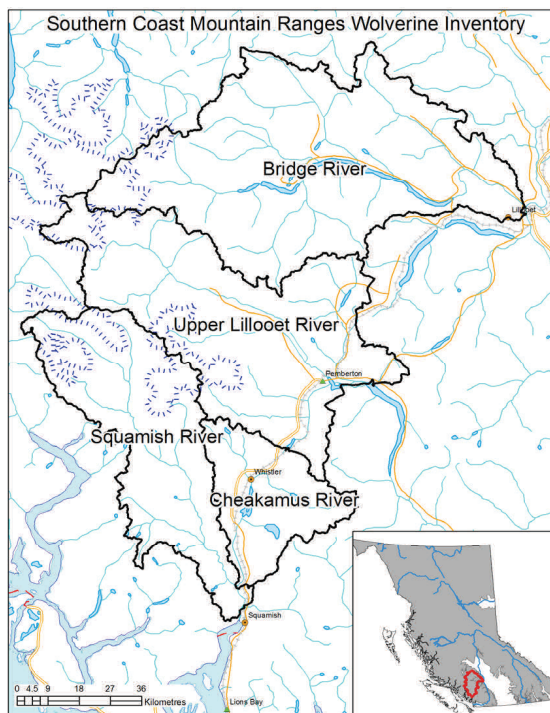 Southern Coast Mountain Ranges Wolverine Inventory
Bridge River
Lillooet
Upper Lillooet River
Pemberton
Squamish River
Whistler
Cheakamus River
Squamish
0 4.5 9 18 27 36
Kilometres
Lions Bay